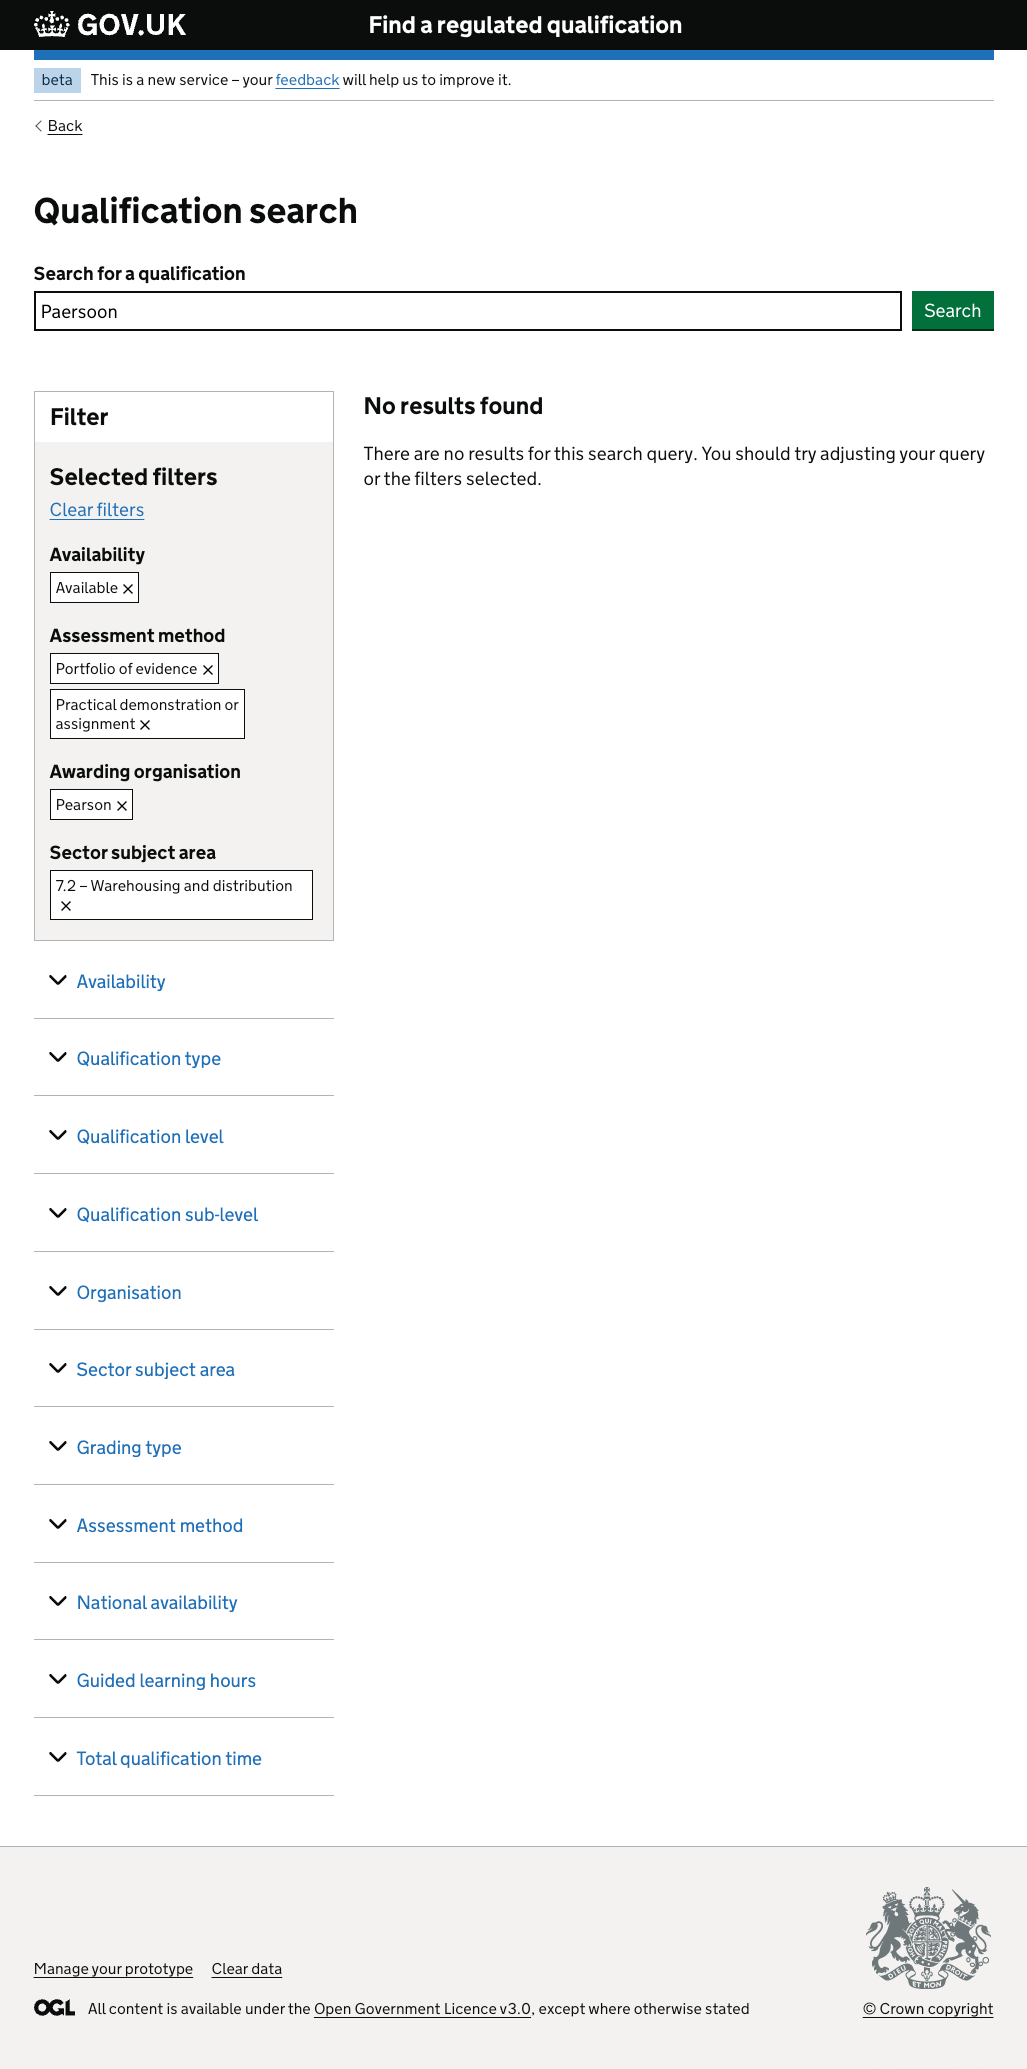 GOV.UK
Find a regulated qualification
beta This is a new service – your feedback will help us to improve it.
Back
Qualification search
Search for a qualification
Paersoon
Search
Filter
Selected filters
Clear filters
Availability
Available
Assessment method
Portfolio of evidence
Practical demonstration or
assignment
Awarding organisation
Pearson
Sector subject area
7.2 – Warehousing and distribution
No results found
There are no results for this search query. You should try adjusting your query
or the filters selected.
Availability
Qualification type
Qualification level
Qualification sub-level
Organisation
Sector subject area
Grading type
Assessment method
National availability
Guided learning hours
Total qualification time
Manage your prototype Clear data
OGL All content is available under the Open Government Licence v3.0, except where otherwise stated
DIEU ET MON DROIT
© Crown copyright